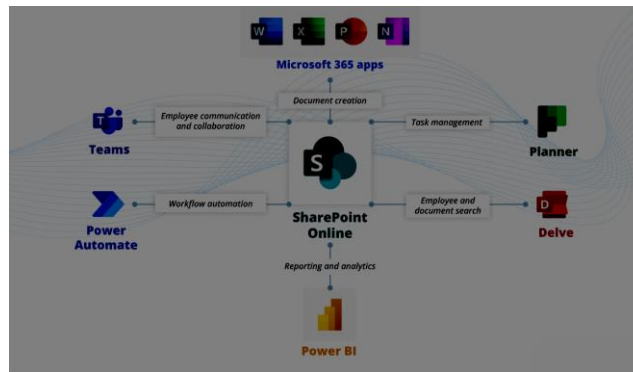 W X P N
Microsoft 365 apps
Document creation
Employee communication
and collaboration
Task management
Teams
Planner
S
Workflow automation
Employee and
document search
D
Power
Automate
SharePoint
Online
Delve
Reporting and analytics
Power BI